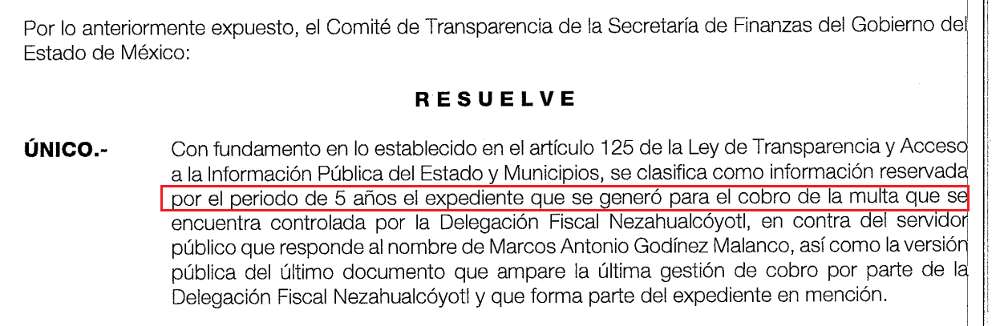 Por lo anteriormente expuesto, el Comité de Transparencia de la Secretaría de Finanzas del Gobierno del
Estado de México:
RESUELVE
ÚNICO.- Con fundamento en lo establecido en el artículo 125 de la Ley de Transparencia y Acceso
a la Información Pública del Estado y Municipios, se clasifica como información reservada
por el periodo de 5 años el expediente que se generó para el cobro de la multa que se
encuentra controlada por la Delegación Fiscal Nezahualcóyotl, en contra del servidor
público que responde al nombre de Marcos Antonio Godínez Malanco, así como la versión
pública del último documento que ampare la última gestión de cobro por parte de la
Delegación Fiscal Nezahualcóyotl y que forma parte del expediente en mención.